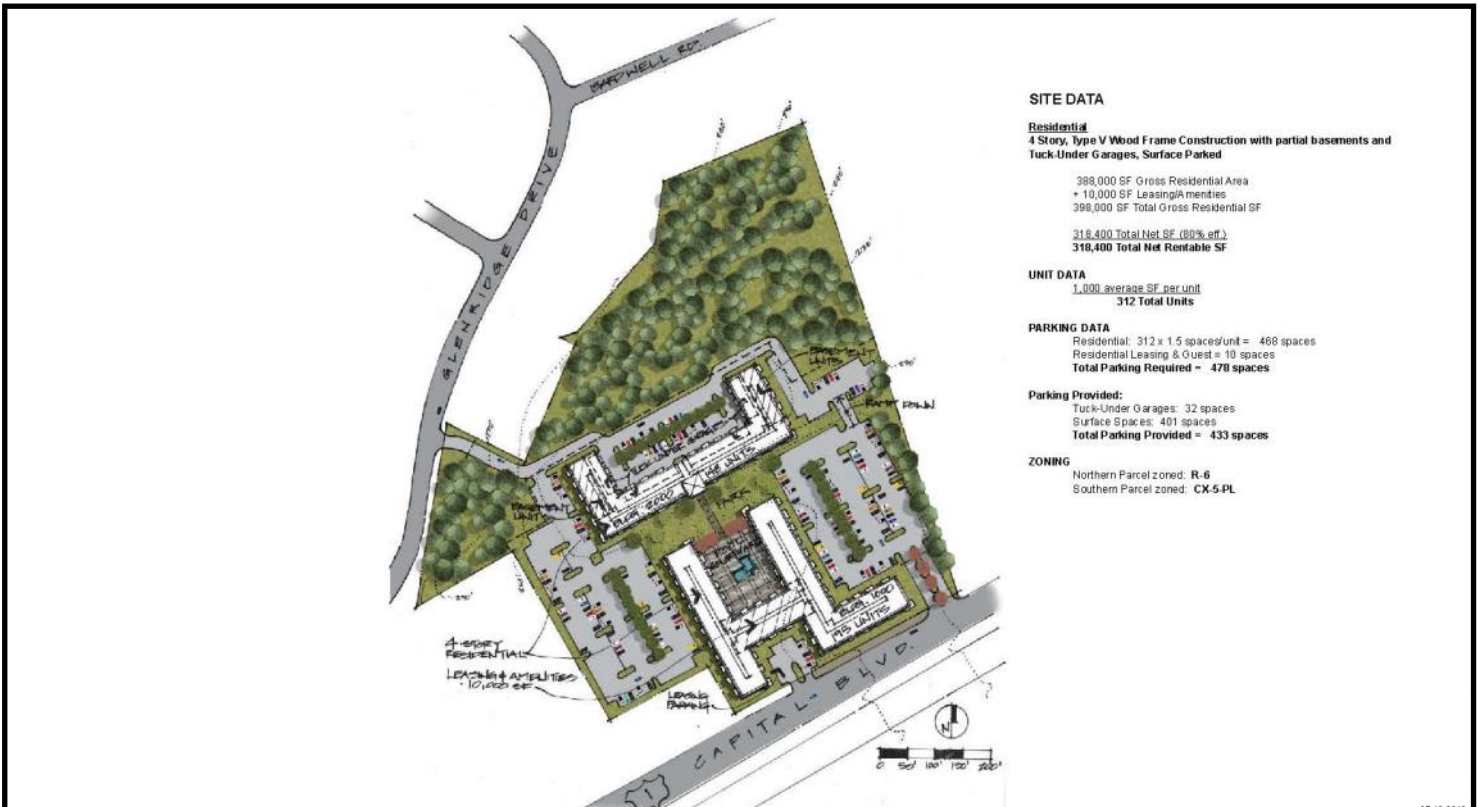 SITE DATA
Residential
4 Story, Type V Wood Frame Construction with partial basements and
Tuck-Under Garages, Surface Parked
388,000 SF Gross Residential Area
+ 10,000 SF Leasing/Amenities
398,000 SF Total Gross Residential SF
318,400 Total Net SF (80% eff.)
318,400 Total Net Rentable SF
UNIT DATA
1,000 average SF per unit
312 Total Units
PARKING DATA
Residential: 312 x 1.5 spaces/unit = 468 spaces
Residential Leasing & Guest = 10 spaces
Total Parking Required = 478 spaces
Parking Provided:
Tuck-Under Garages: 32 spaces
Surface Spaces: 401 spaces
Total Parking Provided = 433 spaces
ZONING
Northern Parcel zoned: R-6
Southern Parcel zoned: CX-5-PL
GLENRIDGE DRIVE
BASEMENT
UNITS
RAMP DOWN
TUCK UNDER
BLDG. 2000
UNITS
BASEMENT
UNIT
PARK
BLDG. 1000
UNITS
4-STORY
RESIDENTIAL
LEASING & AMENITIES
10,000 SF
LEASING
PARKING
CAPITAL BLVD.
1
N
0 50' 100' 150' 200'